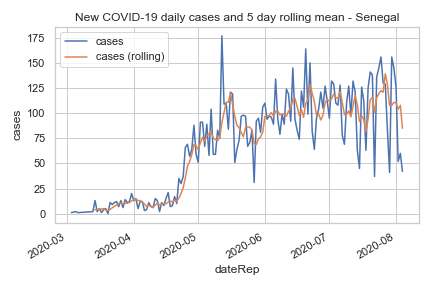 New COVID-19 daily cases and 5 day rolling mean - Senegal
cases
cases (rolling)
175
150
125
100
75
50
25
0
cases
2020-03
2020-04
2020-05
2020-06
2020-07
2020-08
dateRep